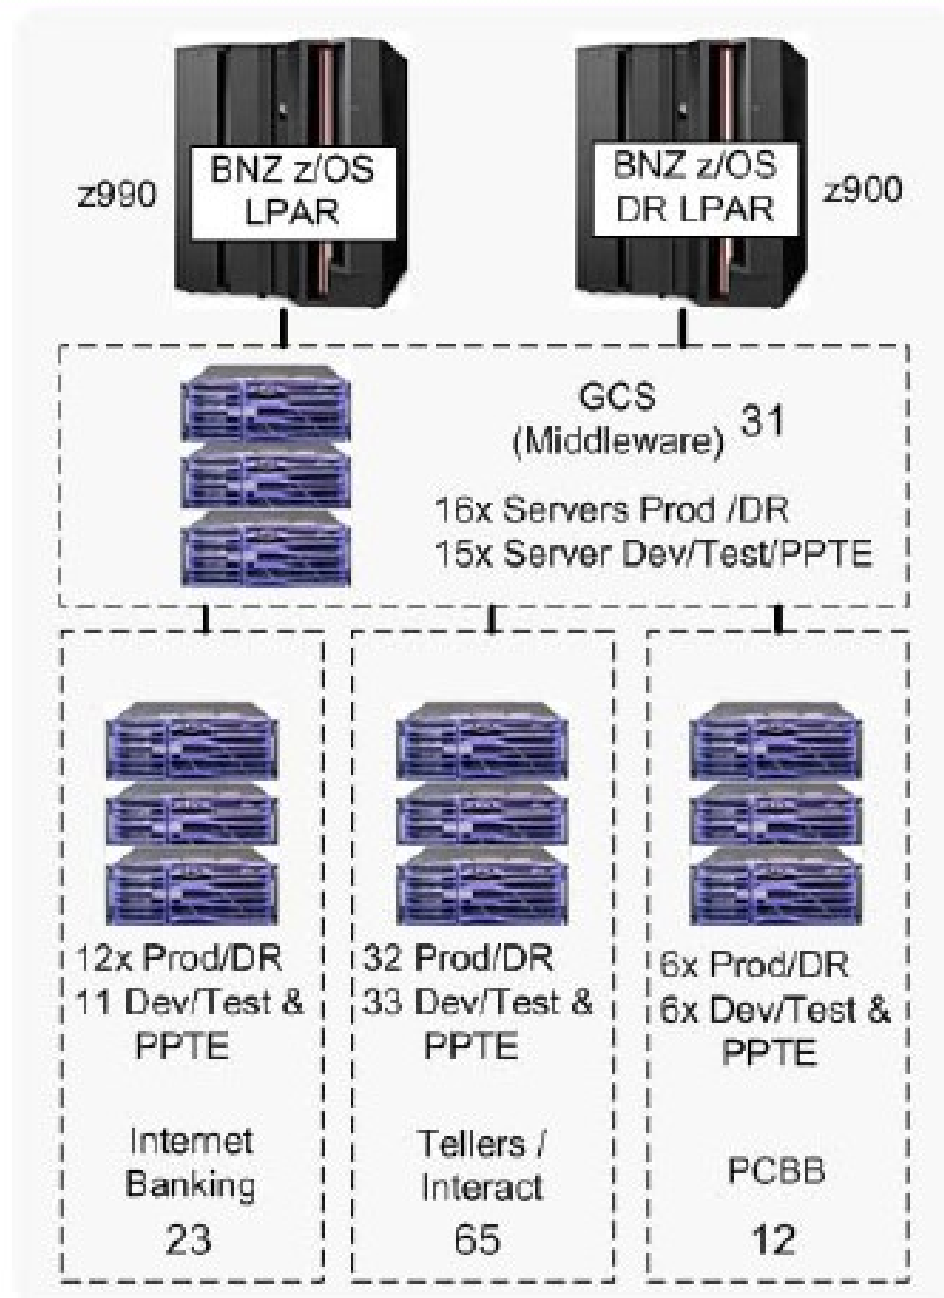 z990
BNZ z/OS
LPAR
BNZ z/OS
DR LPAR
z900
GCS
(Middleware) 31
16x Servers Prod /DR
15x Server Dev/Test/PPTE
12x Prod/DR
11 Dev/Test &
PPTE
Internet
Banking
23
32 Prod/DR
33 Dev/Test &
PPTE
Tellers /
Interact
65
6x Prod/DR
6x Dev/Test &
PPTE
PCBB
12